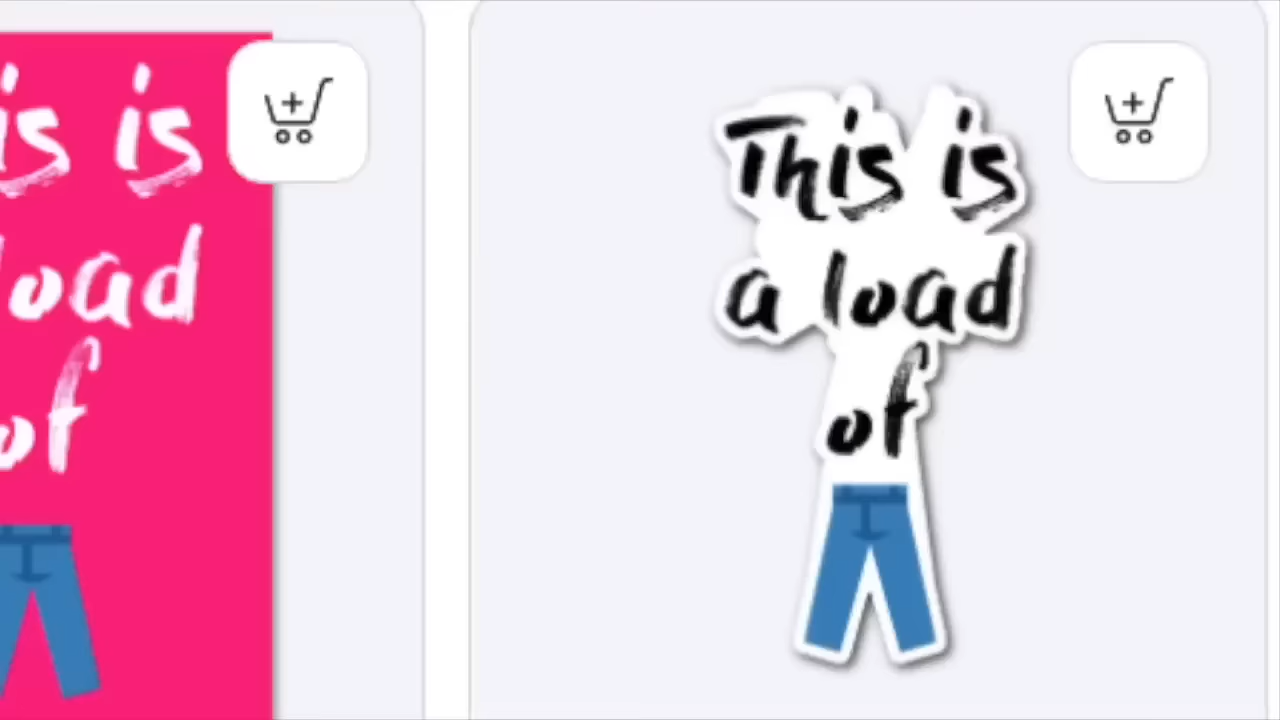 is is
load
of
This is
a load
of